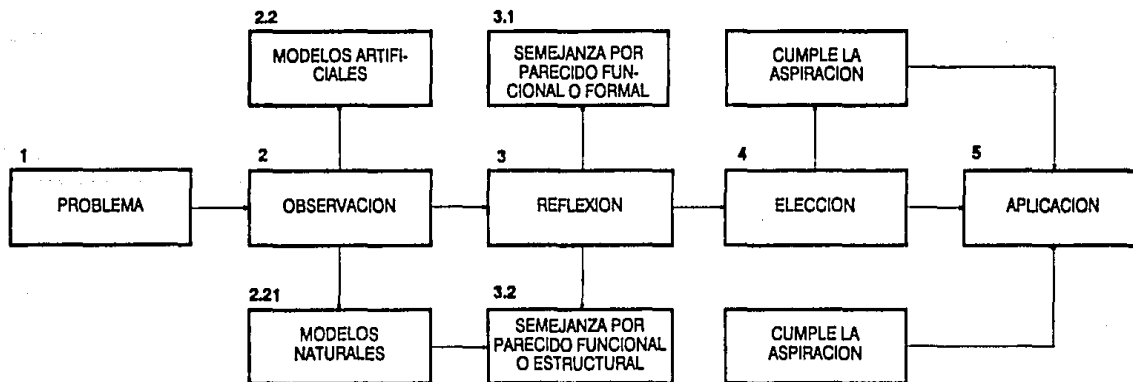 2.2
MODELOS ARTIFI-
CIALES
3.1
SEMEJANZA POR
PARECIDO FUN-
CIONAL O FORMAL
CUMPLE LA
ASPIRACION
1
PROBLEMA
2
OBSERVACION
3
REFLEXION
4
ELECCION
5
APLICACION
2.21
MODELOS
NATURALES
3.2
SEMEJANZA POR
PARECIDO FUNCIONAL
O ESTRUCTURAL
CUMPLE LA
ASPIRACION